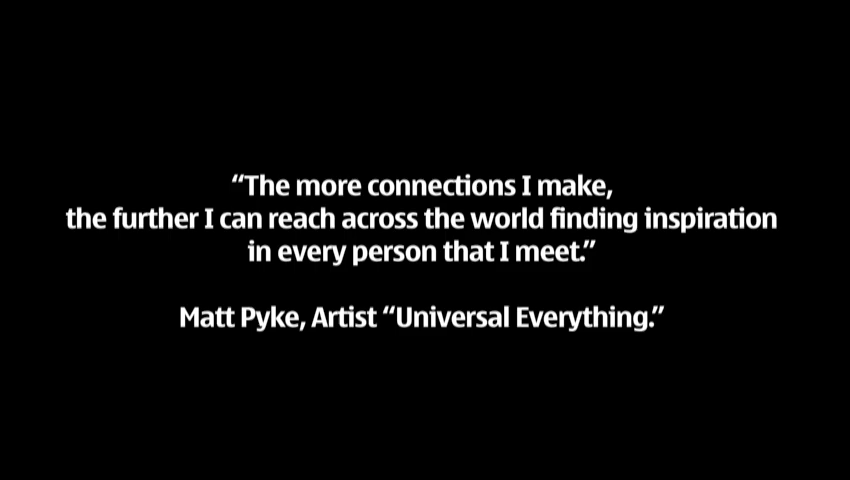 “The more connections I make,
the further I can reach across the world finding inspiration
in every person that I meet.”
Matt Pyke, Artist “Universal Everything.”